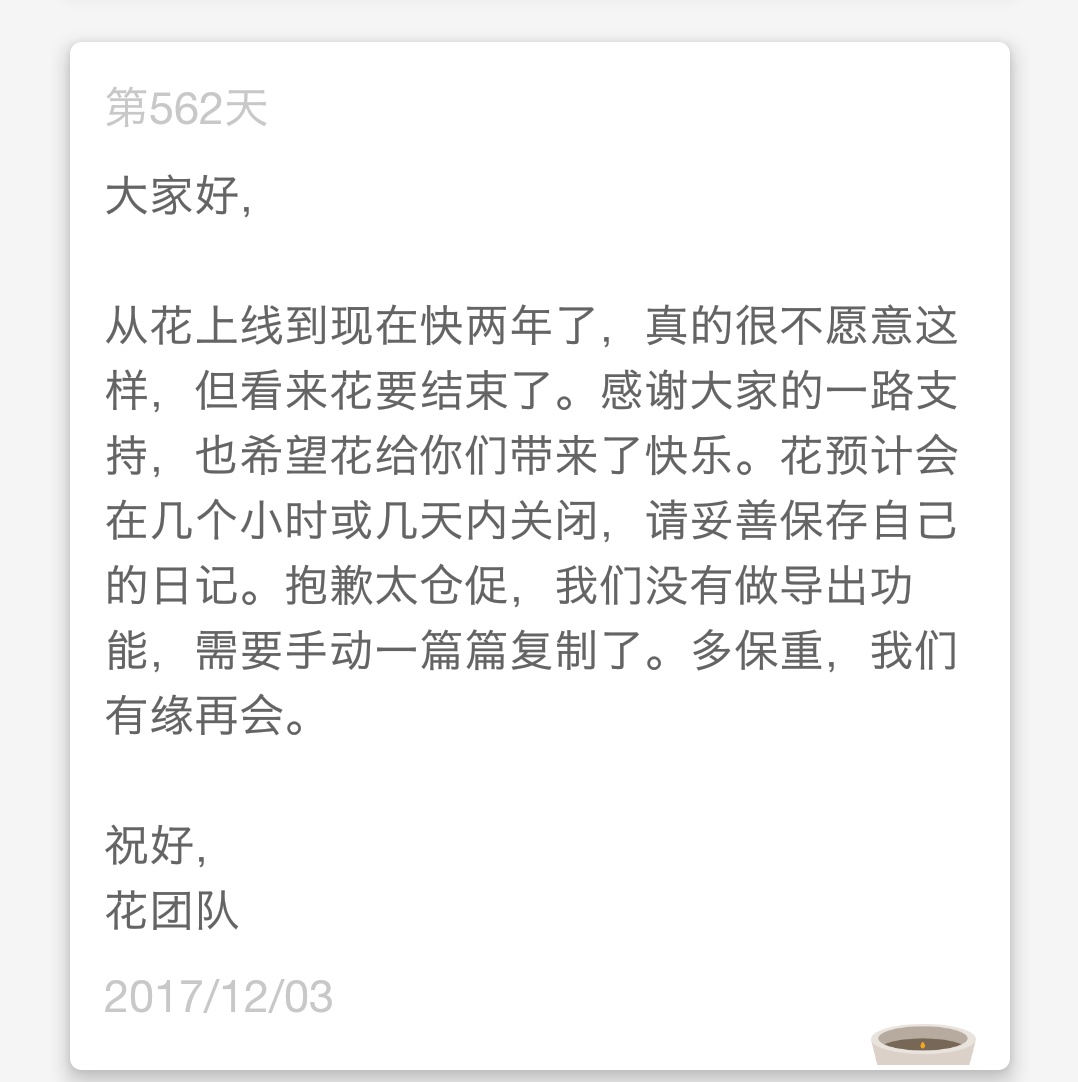 第562天
大家好,
从花上线到现在快两年了，真的很不愿意这
样，但看来花要结束了。感谢大家的一路支
持，也希望花给你们带来了快乐。花预计会
在几个小时或几天内关闭，请妥善保存自己
的日记。抱歉太仓促，我们没有做导出功
能，需要手动一篇篇复制了。多保重，我们
有缘再会。
祝好,
花团队
2017/12/03